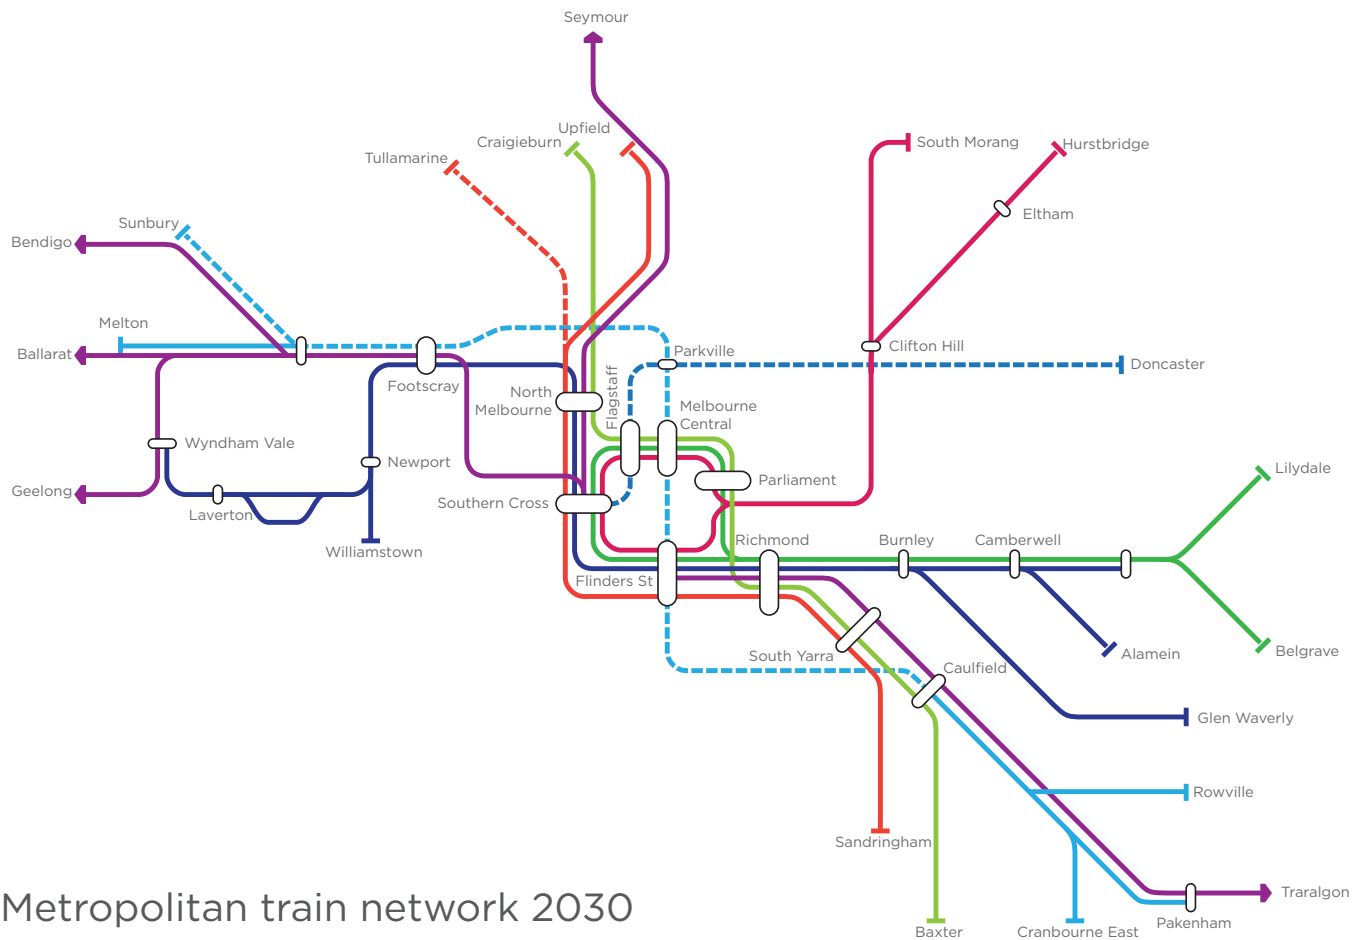 Seymour
Upfield
Craigieburn
South Morang
Hurstbridge
Tullamarine
Eltham
Sunbury
Bendigo
Melton
Ballarat
Clifton Hill
Parkville
Doncaster
Footscray
North
Melbourne
Flagstaff
Melbourne
Central
Wyndham Vale
Newport
Lilydale
Parliament
Geelong
Southern Cross
Laverton
Williamstown
Richmond
Burnley
Camberwell
Flinders St
South Yarra
Alamein
Belgrave
Caulfield
Glen Waverly
Rowville
Sandringham
Traralgon
Metropolitan train network 2030
Pakenham
Baxter
Cranbourne East